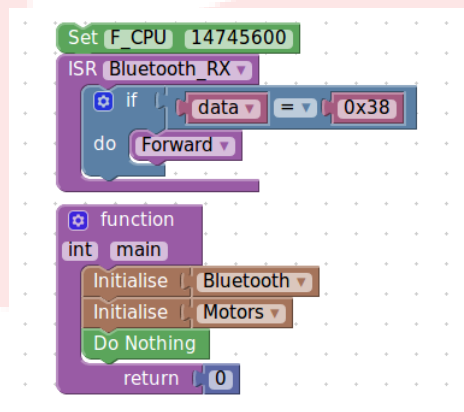 Set F_CPU 14745600
ISR Bluetooth_RX
if data = 0x38
do Forward
function
int main
Initialise Bluetooth
Initialise Motors
Do Nothing
return 0